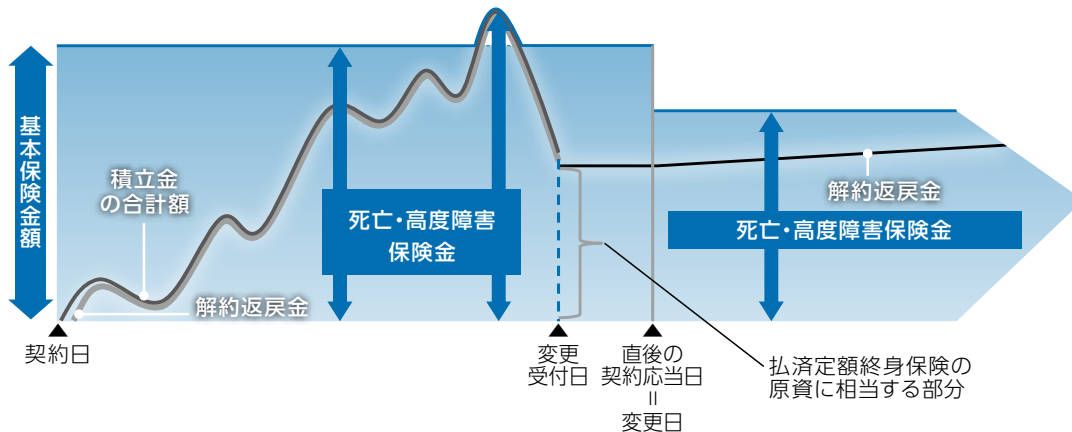 基本保険金額
積立金
の合計額
解約返戻金
死亡・高度障害
保険金
解約返戻金
死亡・高度障害保険金
契約日
変更
受付日
直後の
契約応当日
=
変更日
払済定額終身保険の
原資に相当する部分